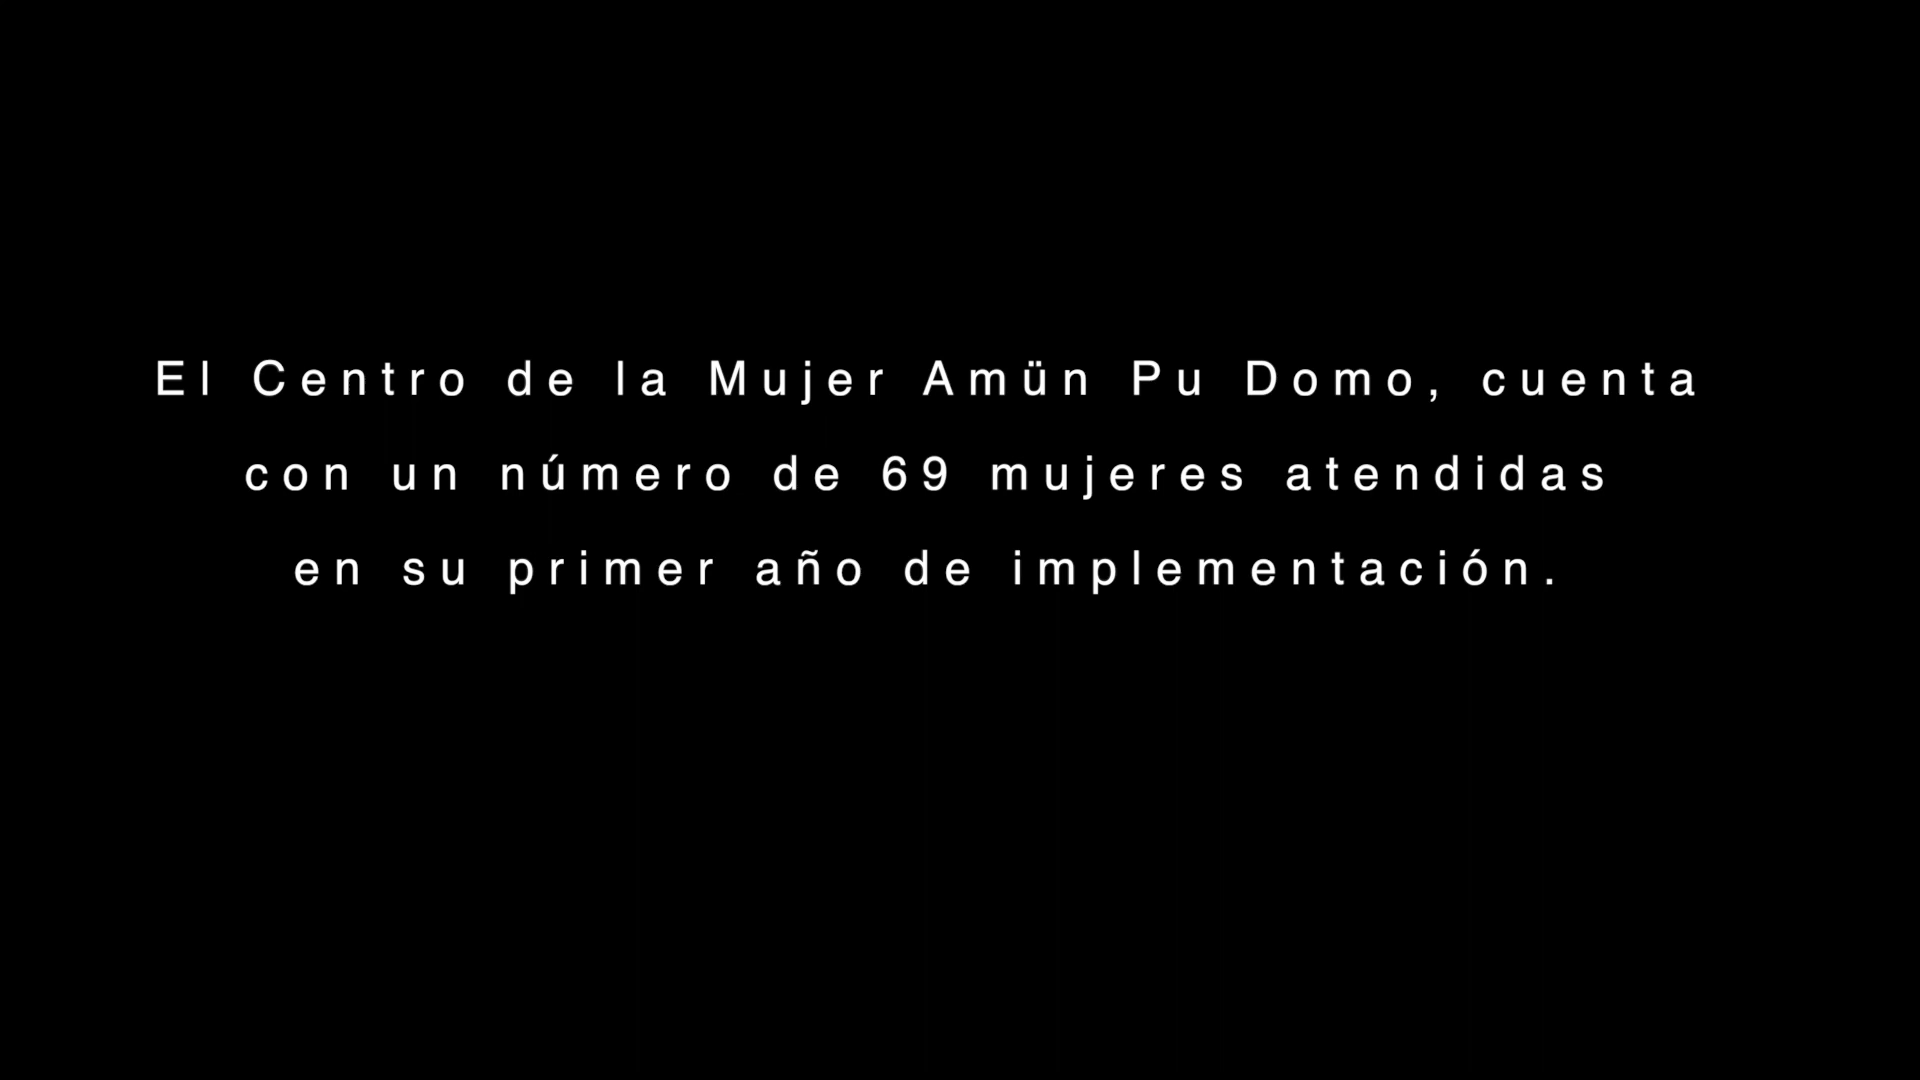 El Centro de la Mujer Amün Pu Domo, cuenta
con un número de 69 mujeres atendidas
en su primer año de implementación.